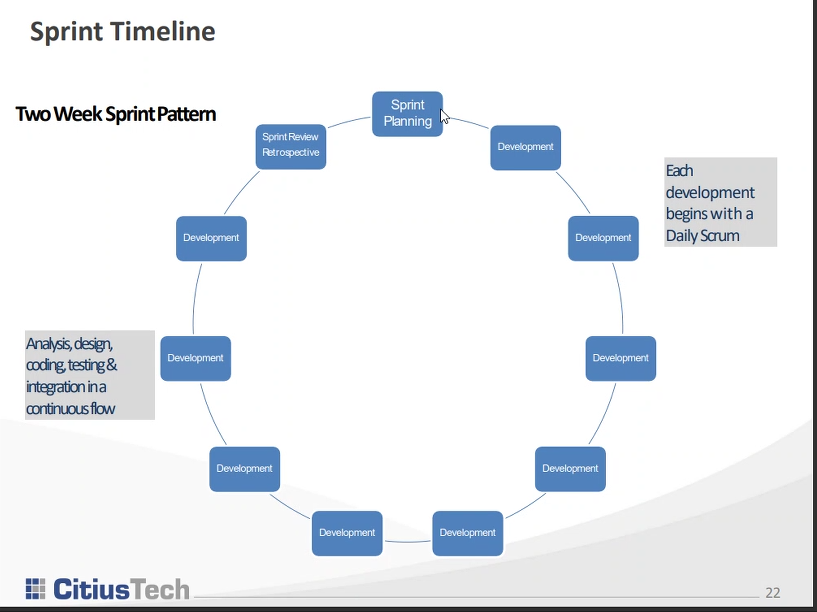 Sprint Timeline
Two Week Sprint Pattern
Sprint
Planning
Sprint Review
Retrospective
Development
Development
Development
Each
development
begins with a
Daily Scrum
Development
Development
Analysis, design,
coding, testing &
integration in a
continuous flow
Development
Development
Development
Development
CitiusTech
22